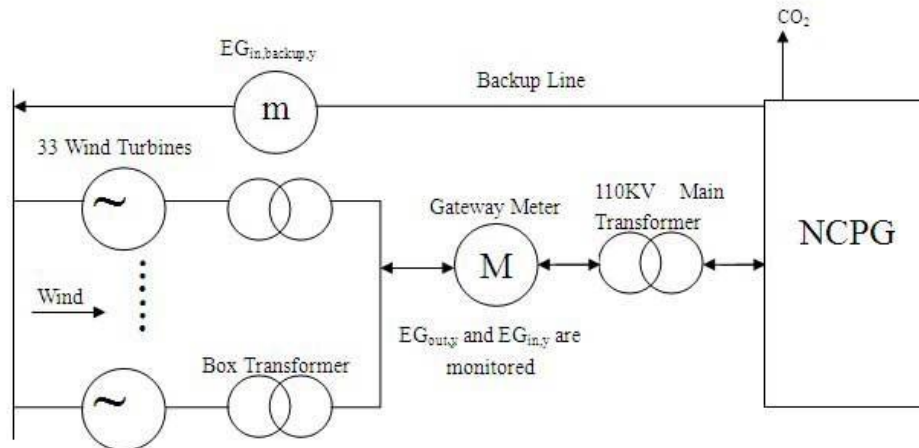 CO₂
EG_in,backup,y
Backup Line
m
33 Wind Turbines
~
110KV Main
Transformer
Gateway Meter
NCPG
M
Wind
EG_out,y and EG_in,y are
monitored
Box Transformer
~